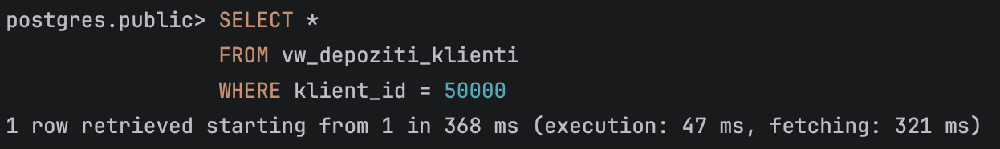 postgres.public> SELECT *
FROM vw_depoziti_klienti
WHERE klient_id = 50000
1 row retrieved starting from 1 in 368 ms (execution: 47 ms, fetching: 321 ms)